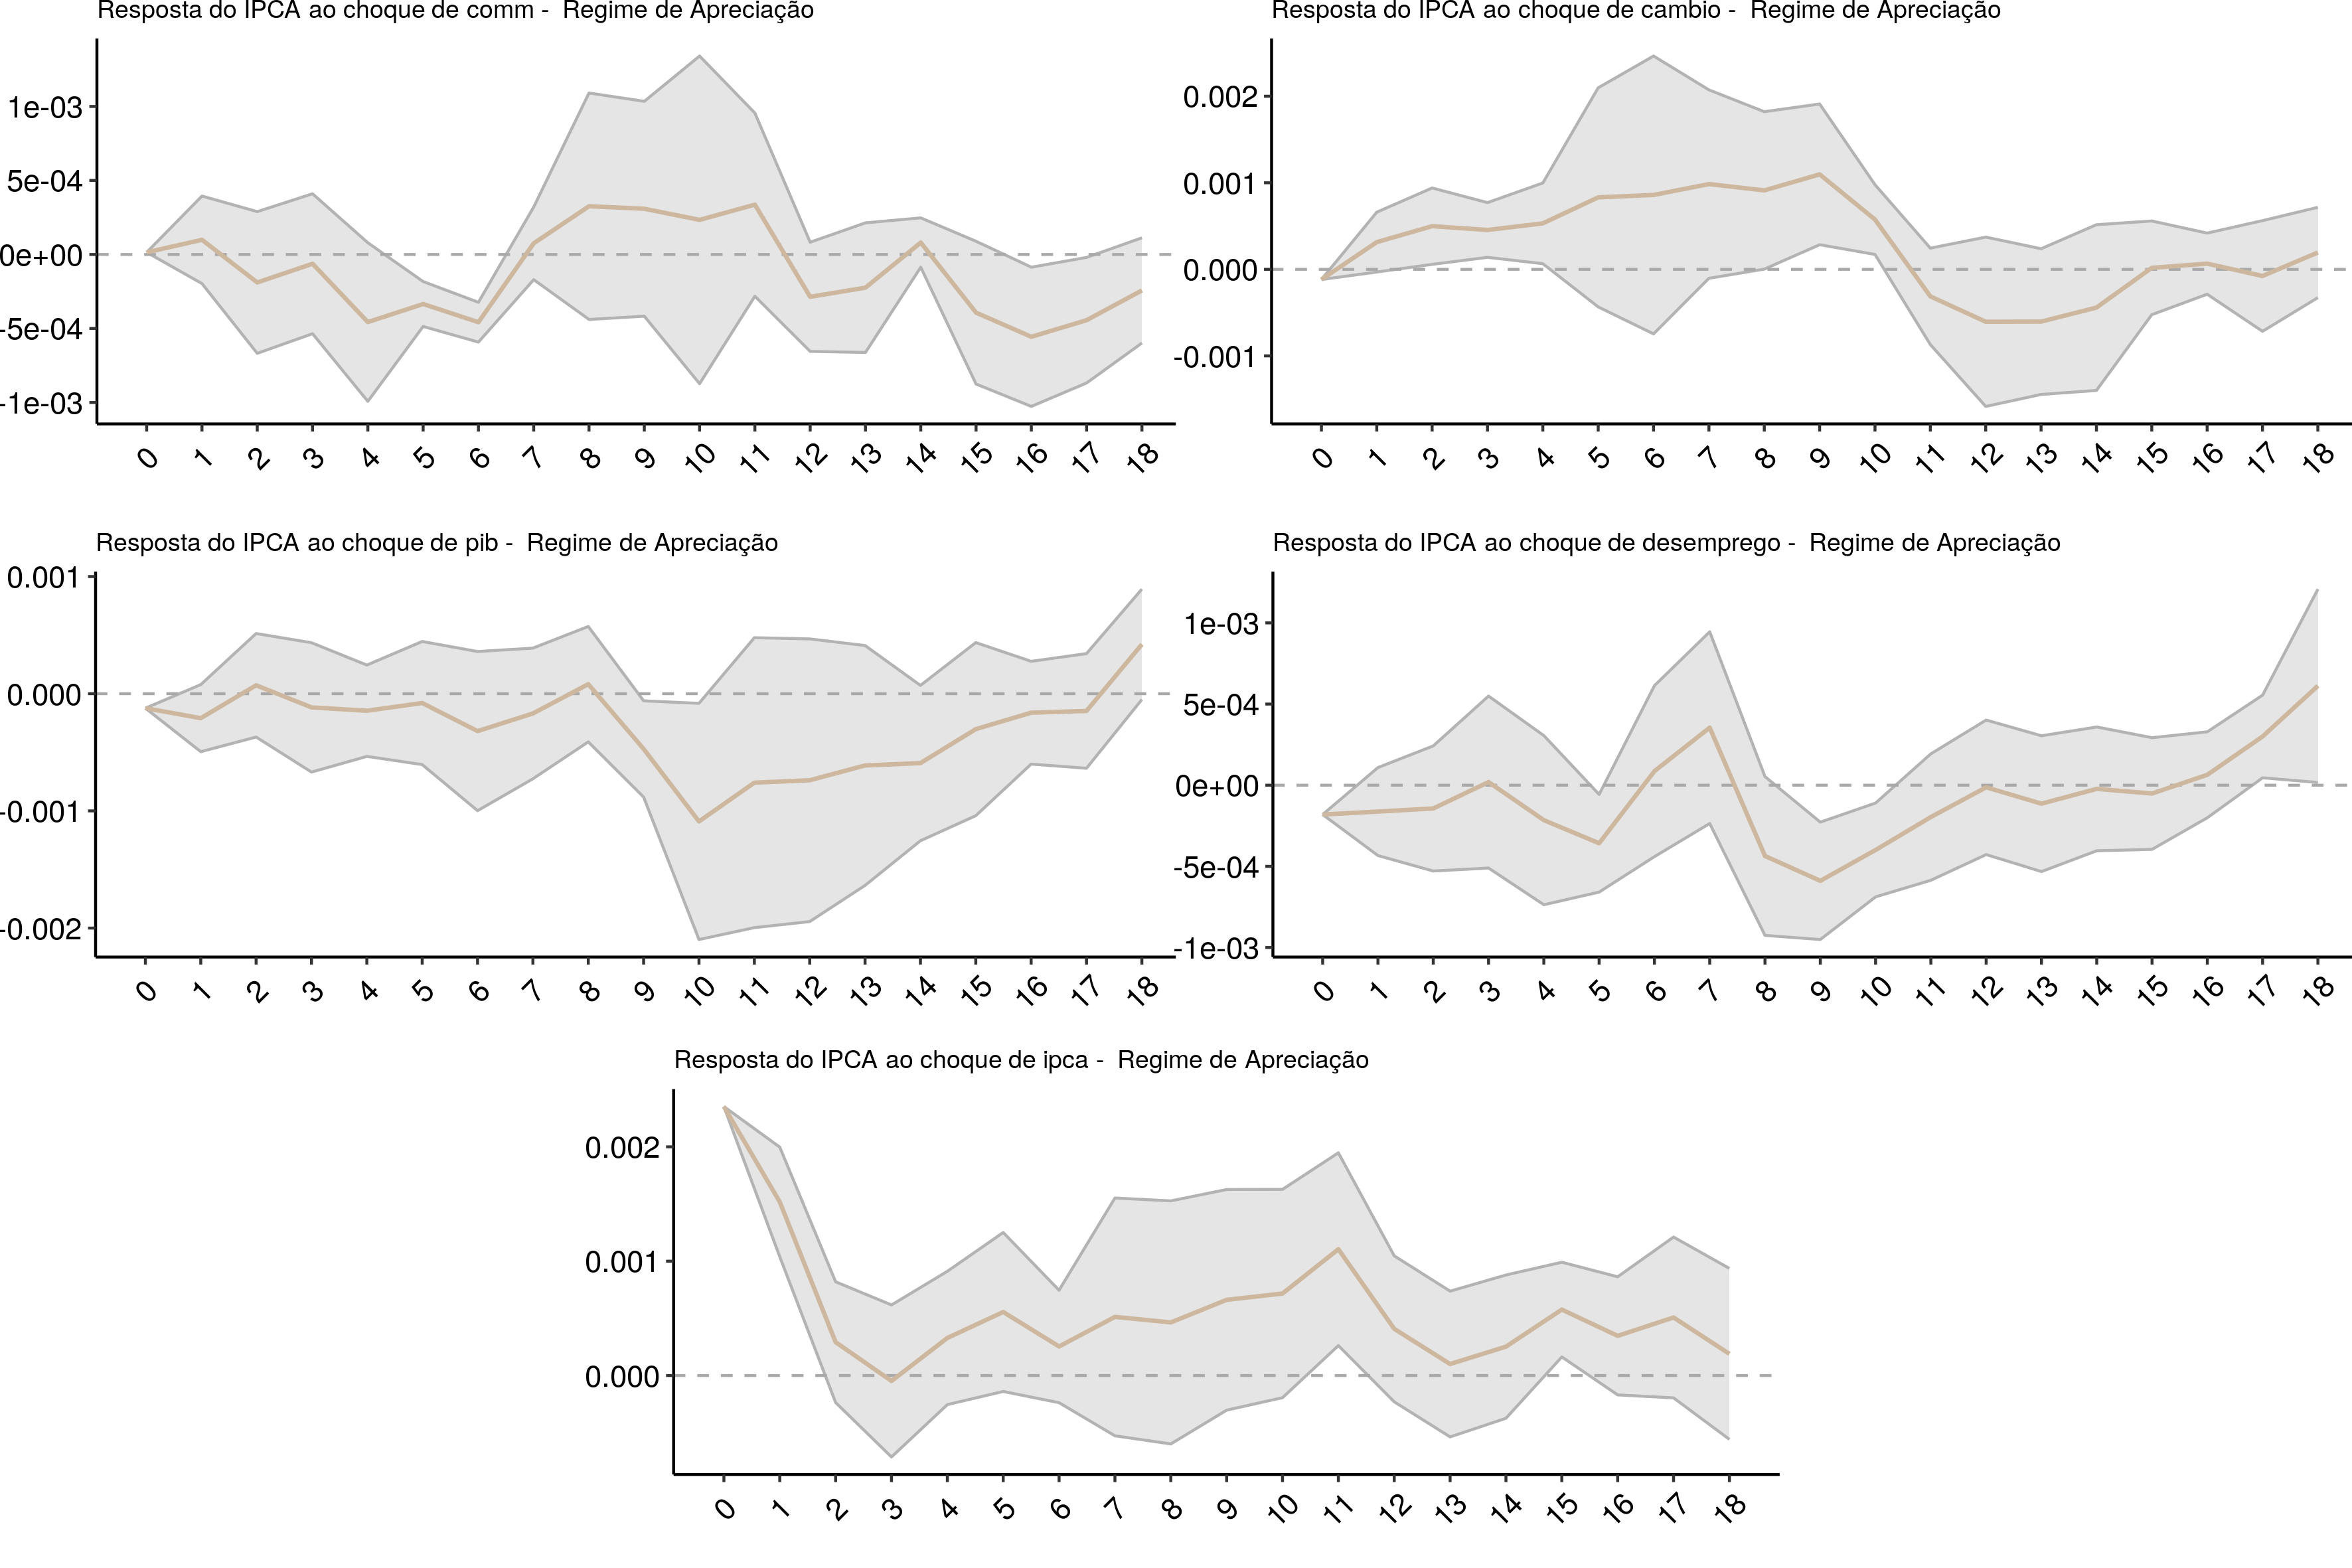 Resposta do IPCA ao choque de comm - Regime de Apreciação
1e-03
5e-04
0e+00
-5e-04
-1e-03
0 1 2 3 4 5 6 7 8 9 10 11 12 13 14 15 16 17 18
Resposta do IPCA ao choque de cambio - Regime de Apreciação
0.002
0.001
0.000
-0.001
0 1 2 3 4 5 6 7 8 9 10 11 12 13 14 15 16 17 18
Resposta do IPCA ao choque de pib - Regime de Apreciação
0.001
0.000
-0.001
-0.002
0 1 2 3 4 5 6 7 8 9 10 11 12 13 14 15 16 17 18
Resposta do IPCA ao choque de desemprego - Regime de Apreciação
1e-03
5e-04
0e+00
-5e-04
-1e-03
0 1 2 3 4 5 6 7 8 9 10 11 12 13 14 15 16 17 18
Resposta do IPCA ao choque de ipca - Regime de Apreciação
0.002
0.001
0.000
0 1 2 3 4 5 6 7 8 9 10 11 12 13 14 15 16 17 18